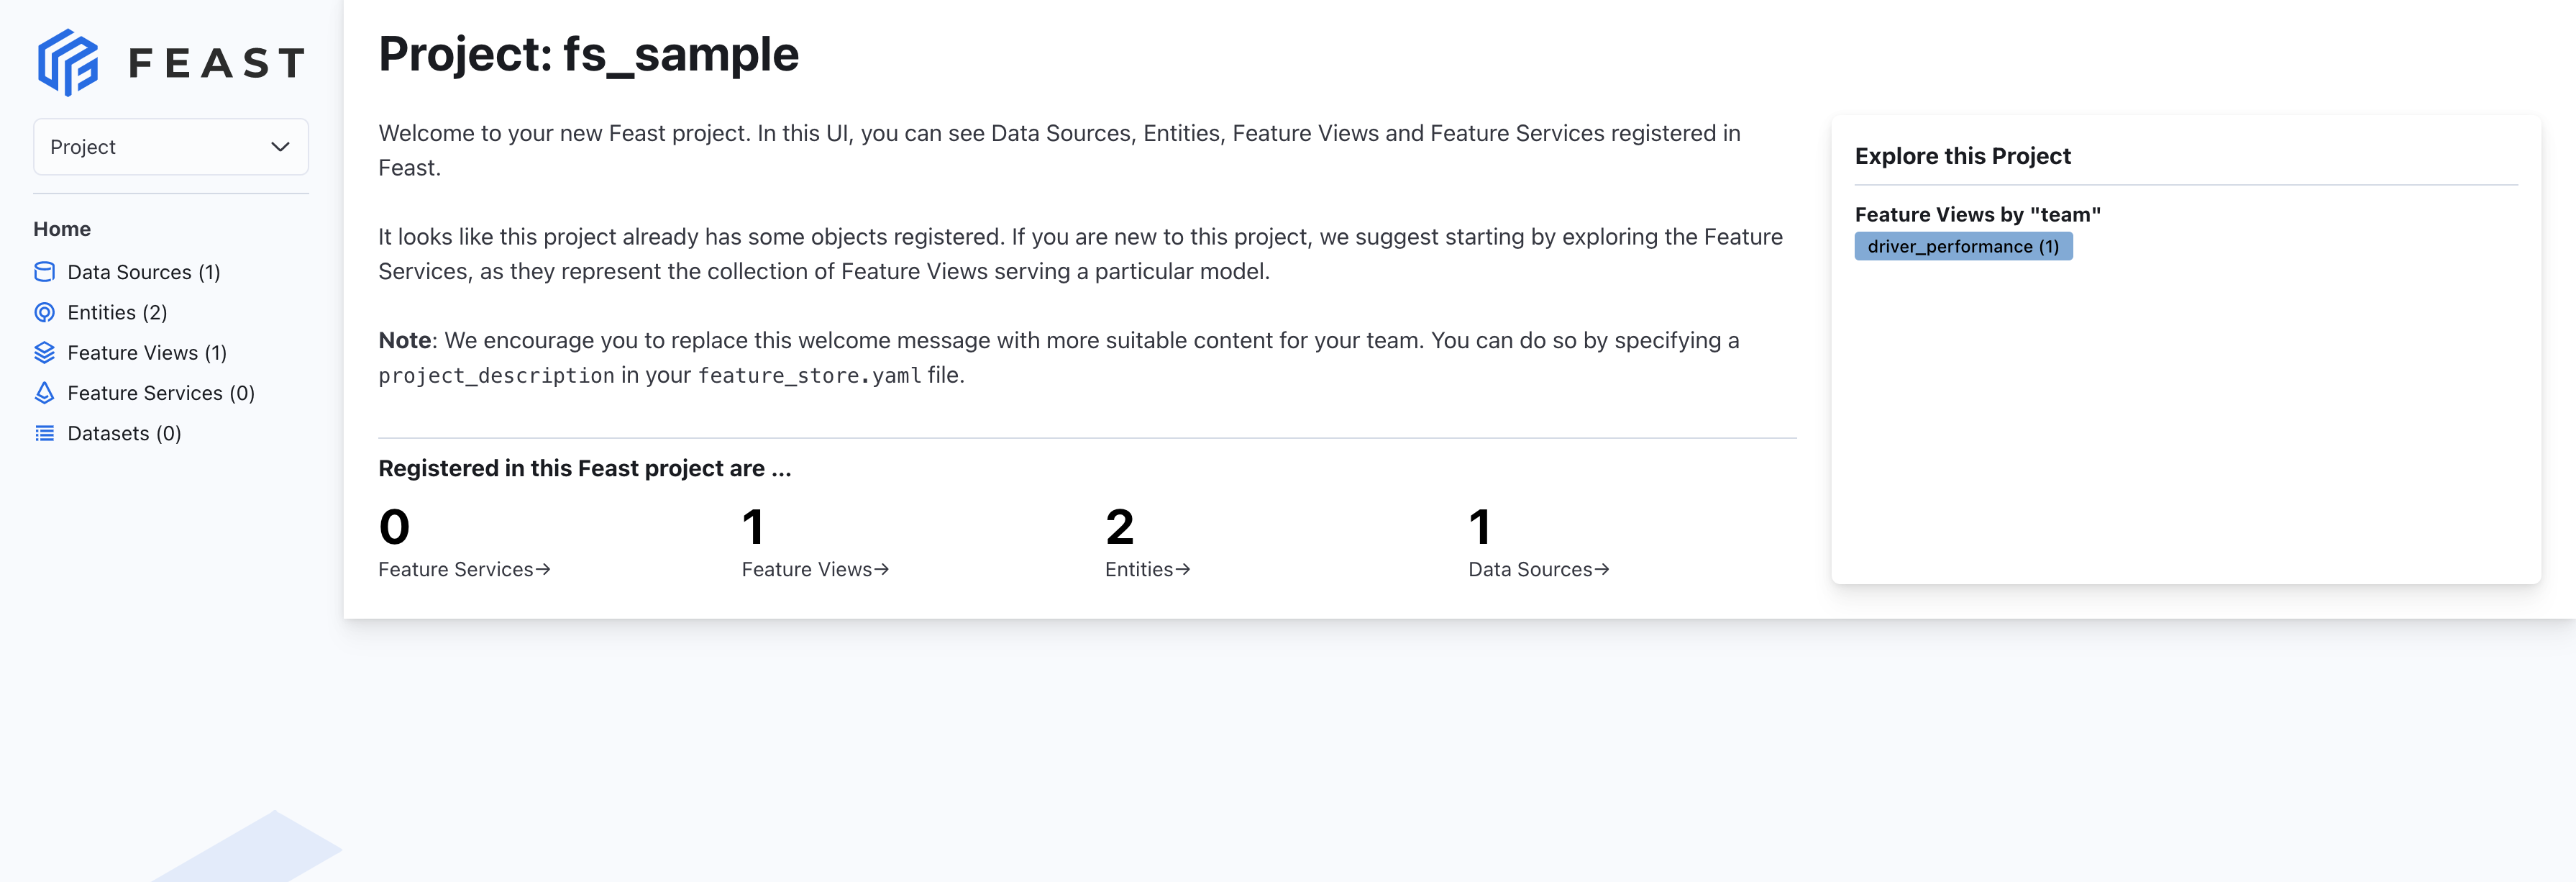 FEAST
Project
Home
Data Sources (1)
Entities (2)
Feature Views (1)
Feature Services (0)
Datasets (0)
Project: fs_sample
Welcome to your new Feast project. In this UI, you can see Data Sources, Entities, Feature Views and Feature Services registered in
Feast.
It looks like this project already has some objects registered. If you are new to this project, we suggest starting by exploring the Feature
Services, as they represent the collection of Feature Views serving a particular model.
Note: We encourage you to replace this welcome message with more suitable content for your team. You can do so by specifying a
project_description in your feature_store.yaml file.
Registered in this Feast project are ...
0
Feature Services→
1
Feature Views→
2
Entities→
1
Data Sources→
Explore this Project
Feature Views by "team"
driver_performance (1)